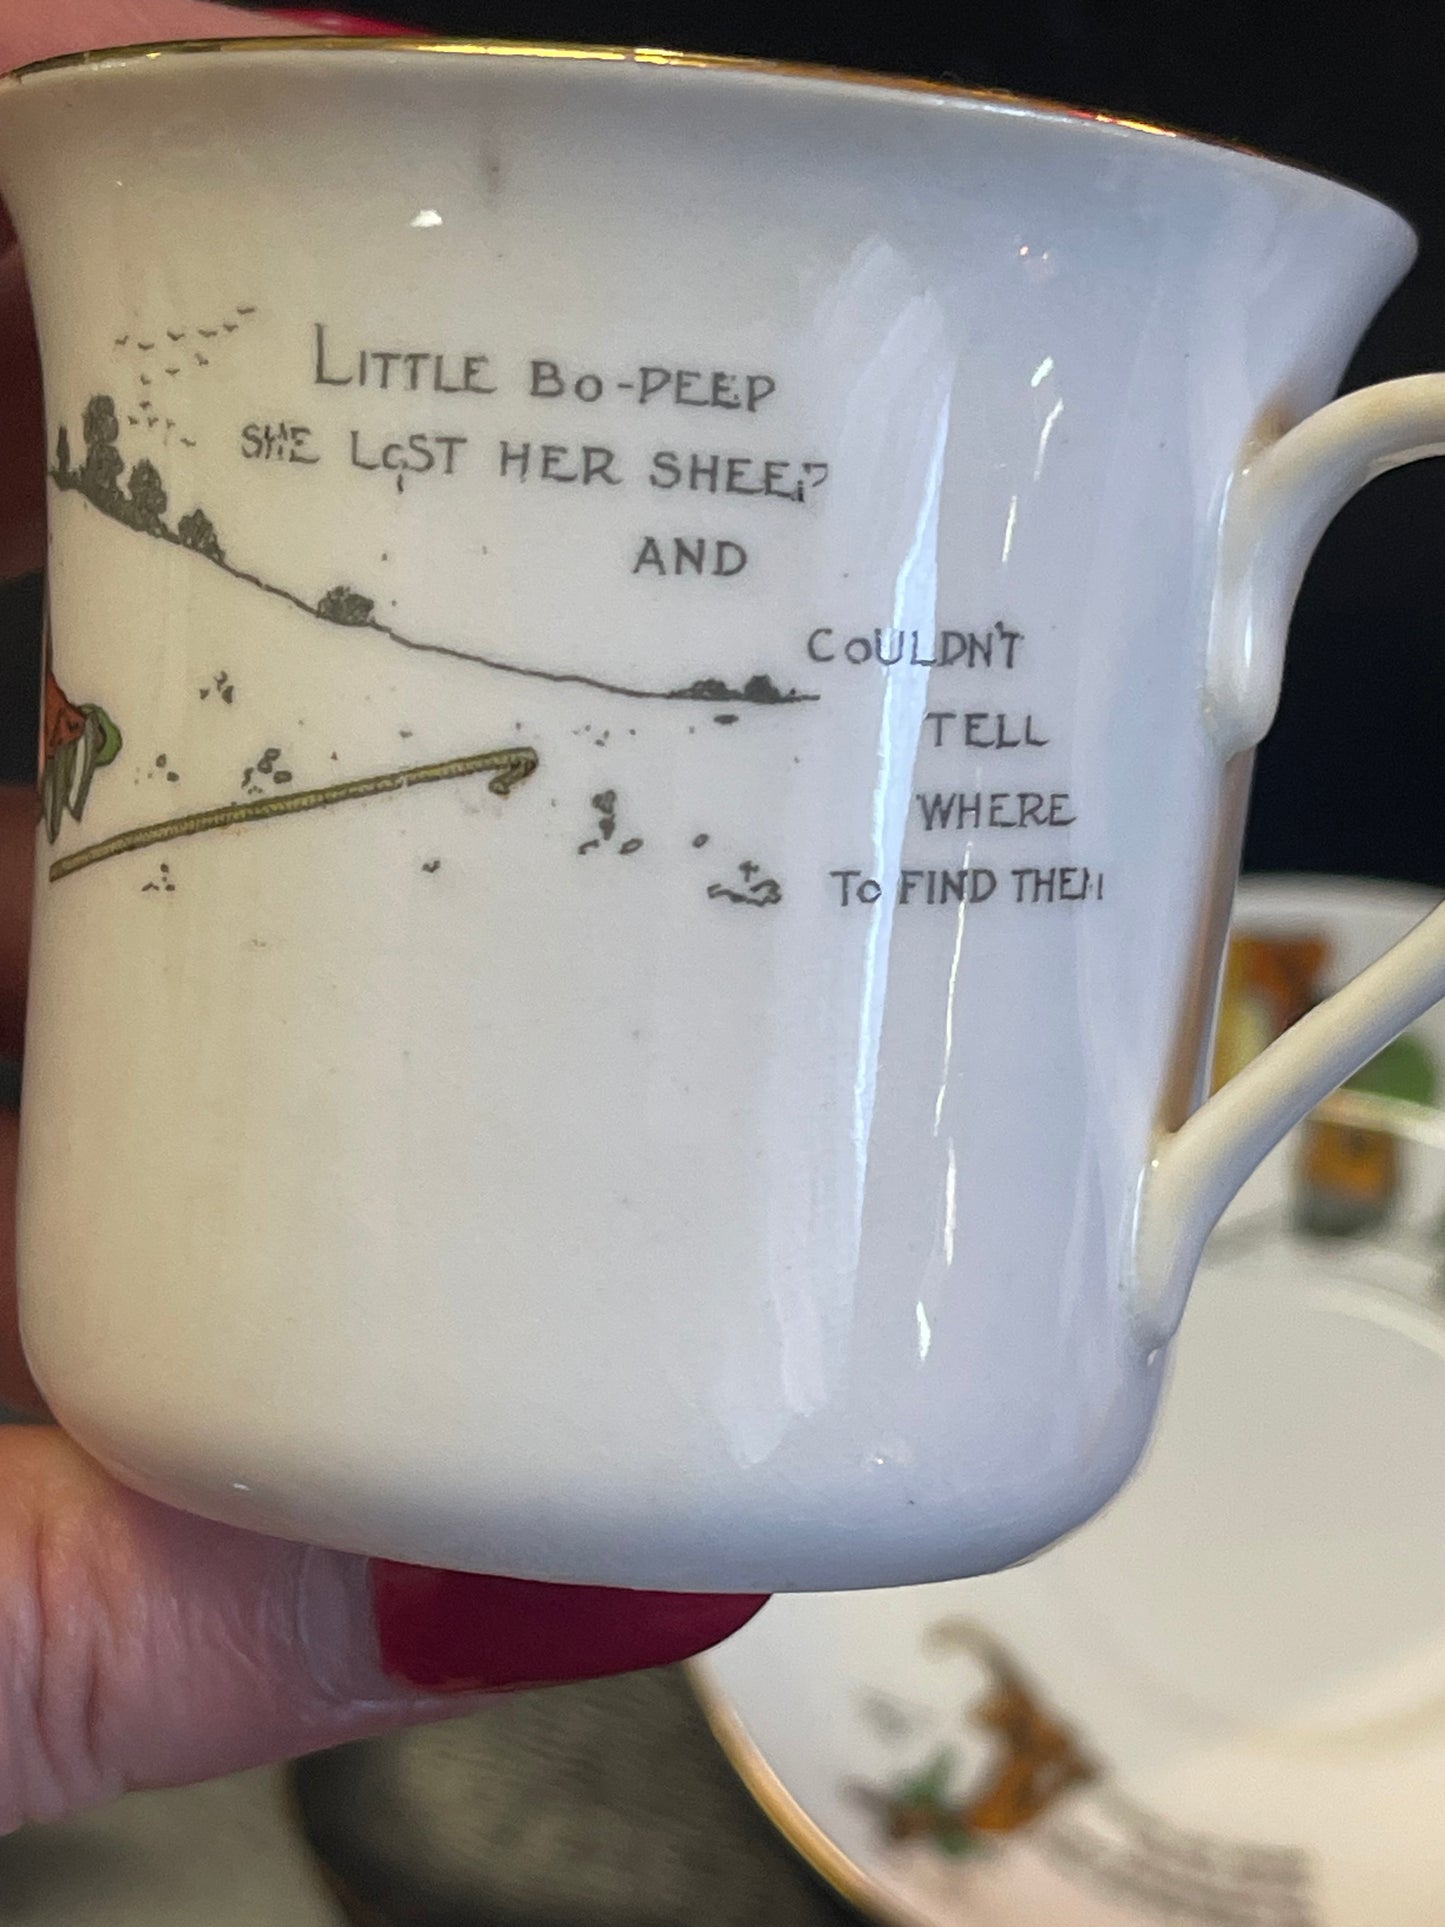 LITTLE BO-PEEP
SHE LOST HER SHEEP
AND
COULDN'T
TELL
WHERE
TO FIND THEM